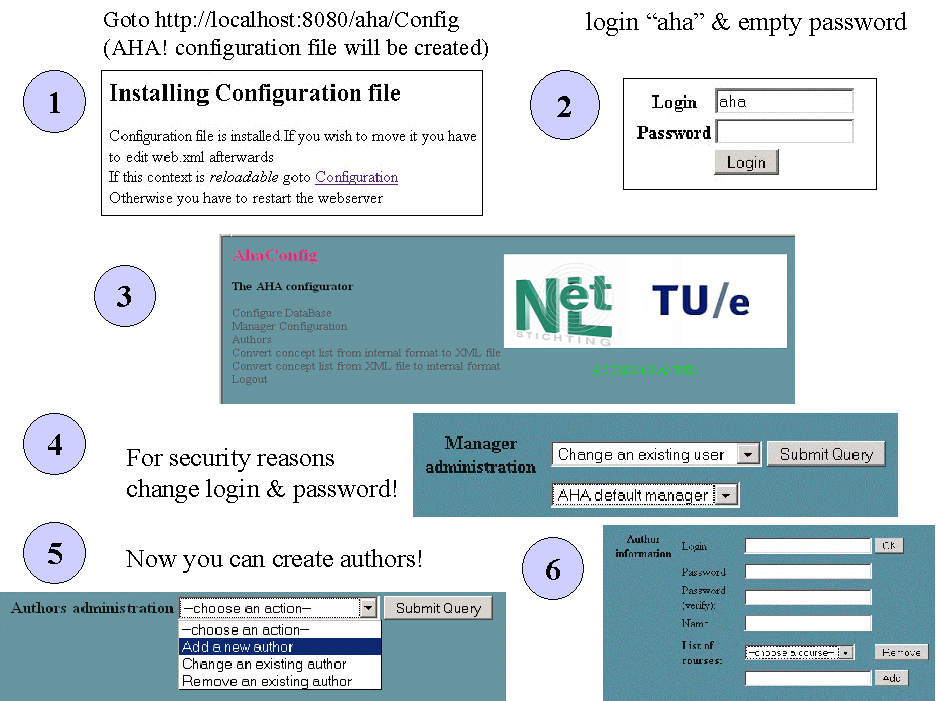 Goto http://localhost:8080/aha/Config
(AHA! configuration file will be created)
login “aha” & empty password
1
Installing Configuration file
Configuration file is installed.If you wish to move it you have
to edit web.xml afterwards
If this context is reloadable goto Configuration
Otherwise you have to restart the webserver
2
Login aha
Password
Login
3
AhaConfig
The AHA configurator
Configure DataBase
Manager Configuration
Authors
Convert concept list from internal format to XML file
Convert concept list from XML file to internal format
Logout
Net
NL
STICHTING
TU/e
4
For security reasons
change login & password!
Manager
administration
Change an existing user
Submit Query
AHA default manager
5
Now you can create authors!
Authors administration --choose an action-- Submit Query
--choose an action--
Add a new author
Change an existing author
Remove an existing author
6
Author
information
Login
OK
Password
Password
(verify):
Name
List of
courses:
--choose a course--
Remove
Add